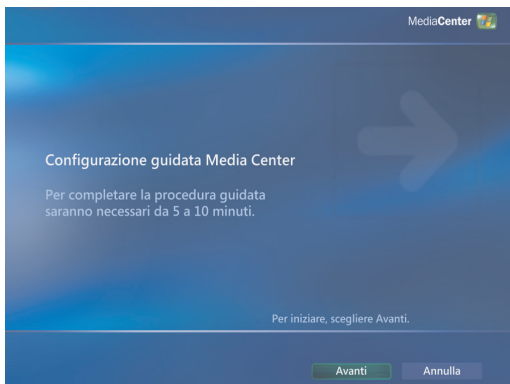 MediaCenter
Configurazione guidata Media Center
Per completare la procedura guidata
saranno necessari da 5 a 10 minuti.
Per iniziare, scegliere Avanti.
Avanti
Annulla